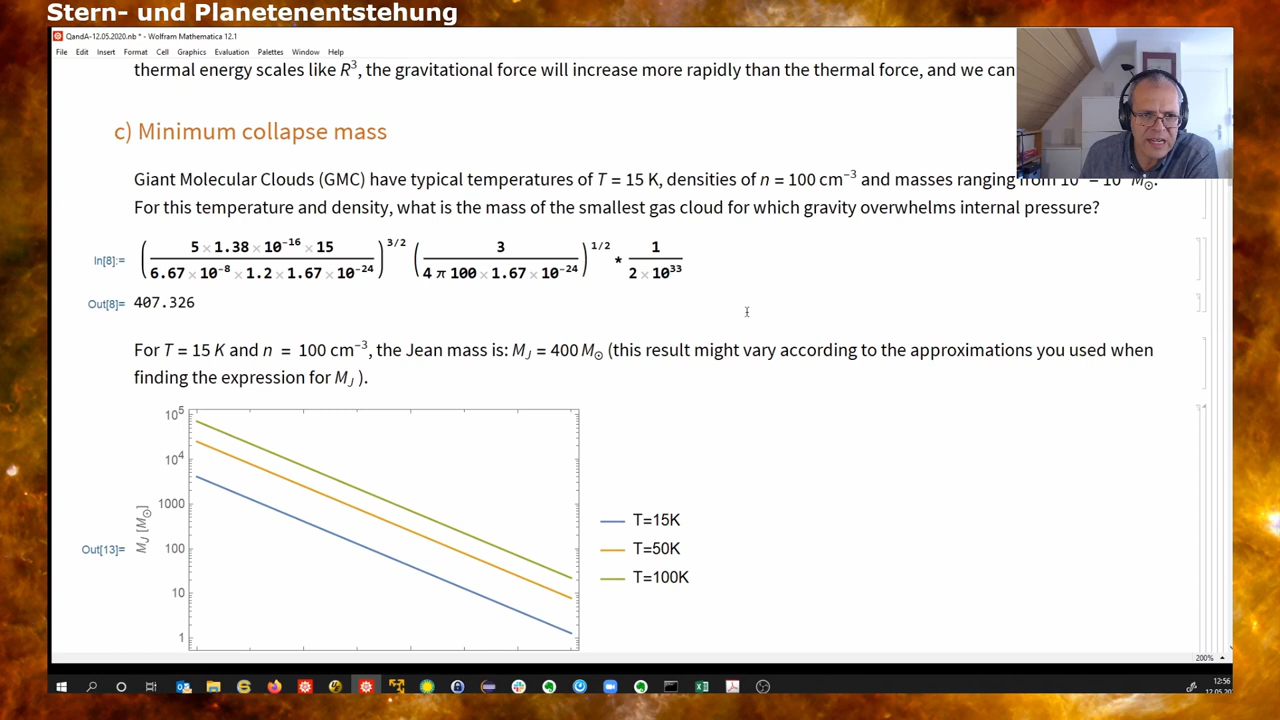 Stern- und Planetenentstehung
QandA-12.05.2020.nb * - Wolfram Mathematica 12.1
File Edit Insert Format Cell Graphics Evaluation Palettes Window Help
thermal energy scales like R³, the gravitational force will increase more rapidly than the thermal force, and we can
c) Minimum collapse mass
Giant Molecular Clouds (GMC) have typical temperatures of T = 15 K, densities of n = 100 cm⁻³ and masses ranging from
For this temperature and density, what is the mass of the smallest gas cloud for which gravity overwhelms internal pressure?
In[8]:= ( 5×1.38×10⁻¹⁶×15 / 6.67×10⁻⁸×1.2×1.67×10⁻²⁴ )^3/2 ( 3 / 4 π 100×1.67×10⁻²⁴ )^1/2 * 1 / 2×10³³
Out[8]= 407.326
For T = 15 K and n = 100 cm⁻³, the Jean mass is: M_J = 400 M_⊙ (this result might vary according to the approximations you used when
finding the expression for M_J ).
10⁵
10⁴
1000
100
10
1
M_J [M_⊙]
Out[13]=
T=15K
T=50K
T=100K
200%
12:56